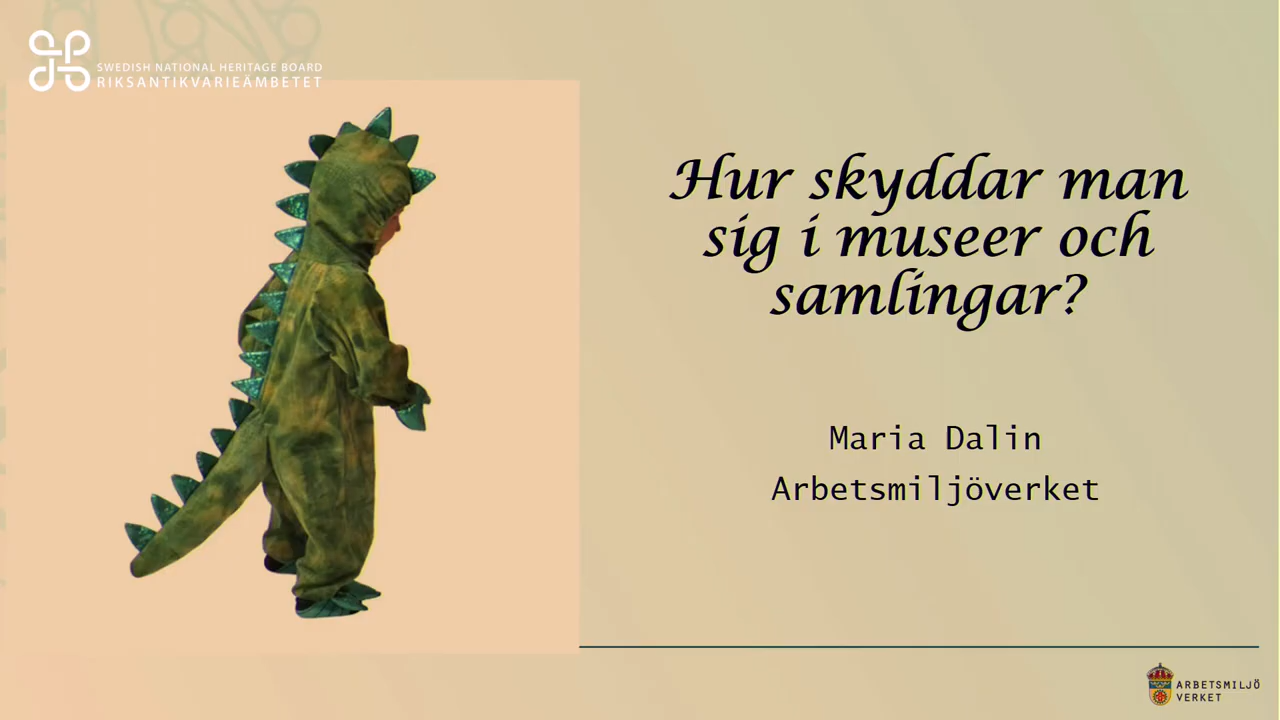 SWEDISH NATIONAL HERITAGE BOARD
RIKSANTIKVARIEÄMBETET
Hur skyddar man
sig i museer och
samlingar?
Maria Dalin
Arbetsmiljöverket
ARBETSMILJÖ
VERKET